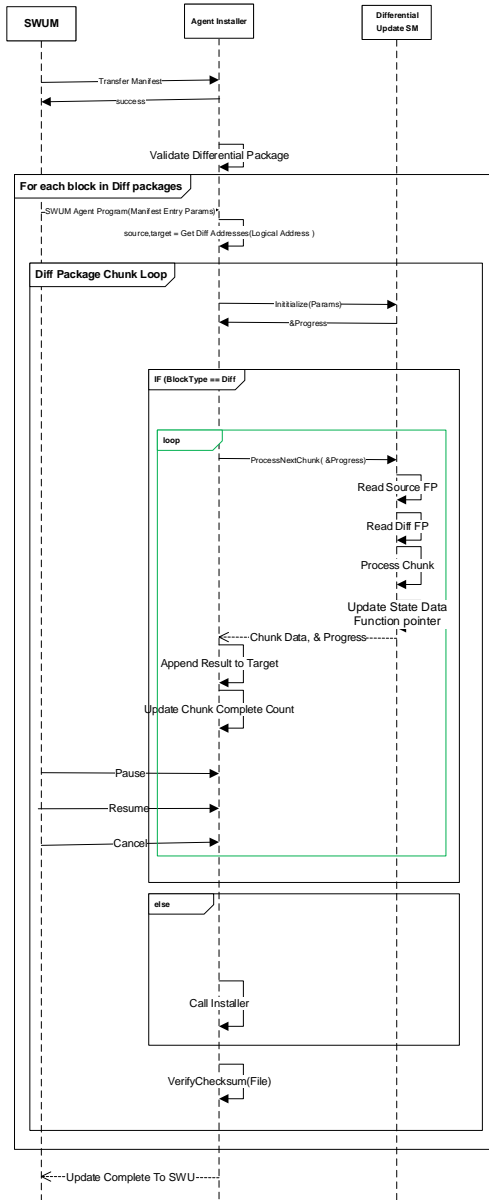 SWUM
Agent Installer
Differential
Update SM
Transfer Manifest
success
Validate Differential Package
For each block in Diff packages
SWUM Agent Program(Manifest Entry Params)
source,target = Get Diff Addresses(Logical Address )
Diff Package Chunk Loop
Inititialize(Params)
&Progress
IF (BlockType == Diff
loop
ProcessNextChunk( &Progress)
Read Source FP
Read Diff FP
Process Chunk
Update State Data
Function pointer
Chunk Data, & Progress
Append Result to Target
Update Chunk Complete Count
Pause
Resume
Cancel
else
Call Installer
VerifyChecksum(File)
Update Complete To SWU